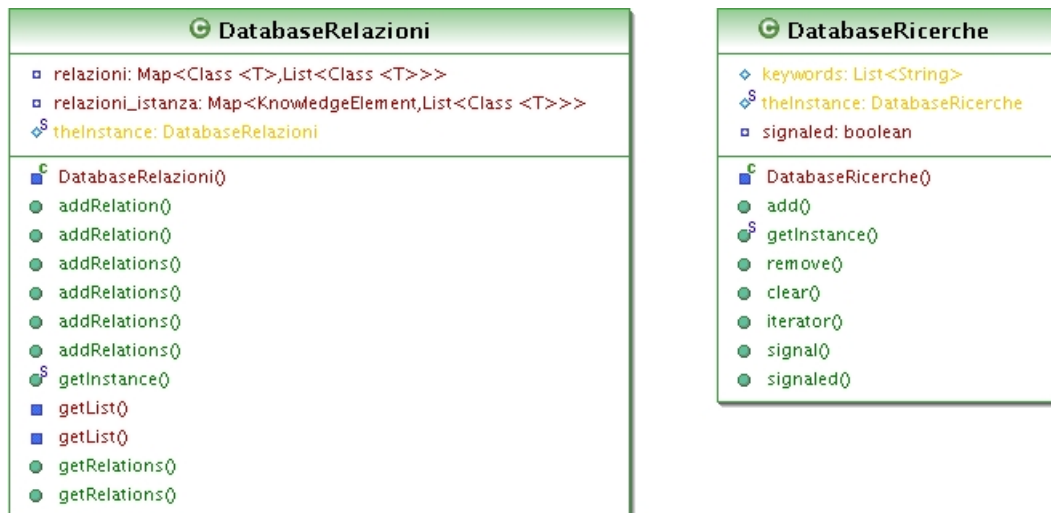 DatabaseRelazioni
relazioni: Map<Class <T>,List<Class <T>>>
relazioni_istanza: Map<KnowledgeElement,List<Class <T>>>
theInstance: DatabaseRelazioni
DatabaseRelazioni()
addRelation()
addRelation()
addRelations()
addRelations()
addRelations()
addRelations()
getInstance()
getList()
getList()
getRelations()
getRelations()
DatabaseRicerche
keywords: List<String>
theInstance: DatabaseRicerche
signaled: boolean
DatabaseRicerche()
add()
getInstance()
remove()
clear()
iterator()
signal()
signaled()